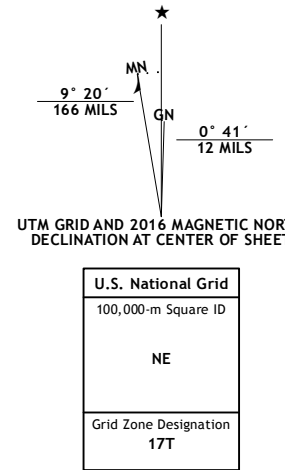 ★
MN
9° 20´
166 MILS
GN
0° 41´
12 MILS
UTM GRID AND 2016 MAGNETIC NOR
DECLINATION AT CENTER OF SHEET
U.S. National Grid
100,000-m Square ID
NE
Grid Zone Designation
17T